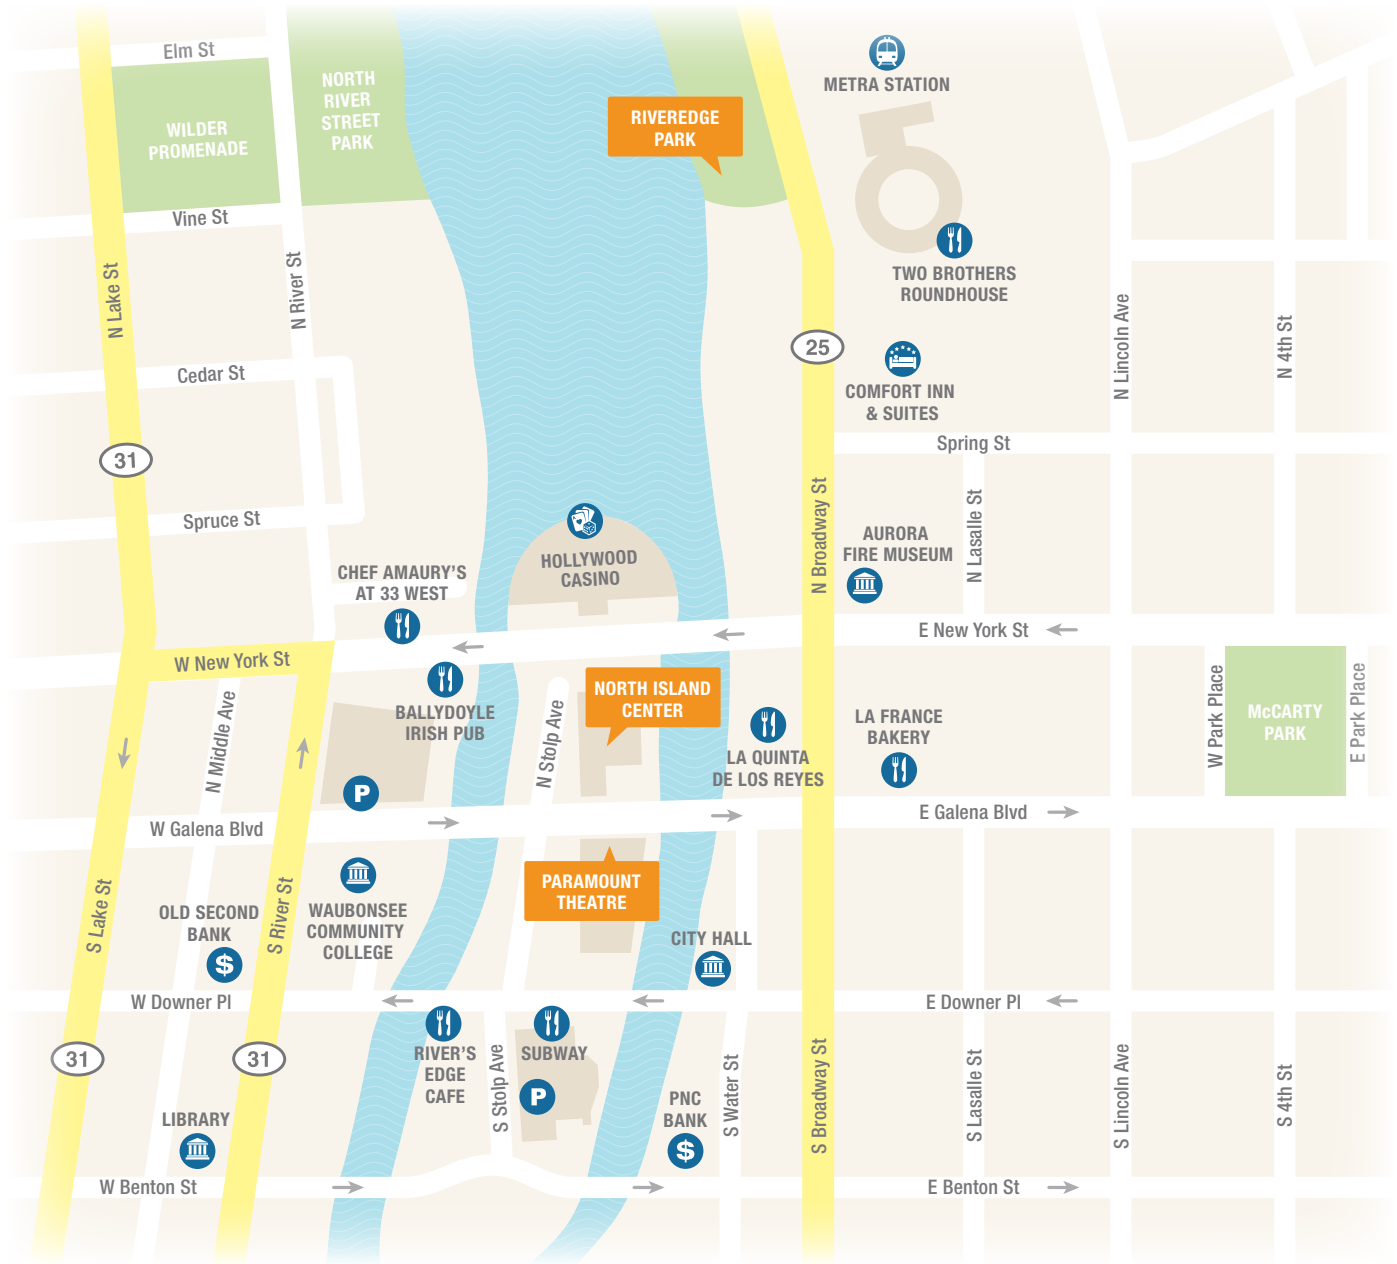 Elm St
METRA STATION
NORTH
RIVER
STREET
PARK
WILDER
PROMENADE
RIVEREDGE
PARK
Vine St
TWO BROTHERS
ROUNDHOUSE
N Lake St
N River St
25
N Lincoln Ave
N 4th St
Cedar St
COMFORT INN
& SUITES
31
Spring St
Spruce St
N Broadway St
N Lasalle St
AURORA
FIRE MUSEUM
HOLLYWOOD
CASINO
CHEF AMAURY'S
AT 33 WEST
E New York St
W New York St
N Middle Ave
BALLYDOYLE
IRISH PUB
N Stolp Ave
NORTH ISLAND
CENTER
LA QUINTA
DE LOS REYES
LA FRANCE
BAKERY
W Park Place
McCARTY
PARK
E Park Place
P
W Galena Blvd
E Galena Blvd
PARAMOUNT
THEATRE
S Lake St
OLD SECOND
BANK
$
S River St
WAUBONSEE
COMMUNITY
COLLEGE
CITY HALL
W Downer Pl
E Downer Pl
31
31
RIVER'S
EDGE
CAFE
S Stolp Ave
SUBWAY
P
PNC
BANK
$
S Water St
S Broadway St
S Lasalle St
S Lincoln Ave
S 4th St
LIBRARY
W Benton St
E Benton St